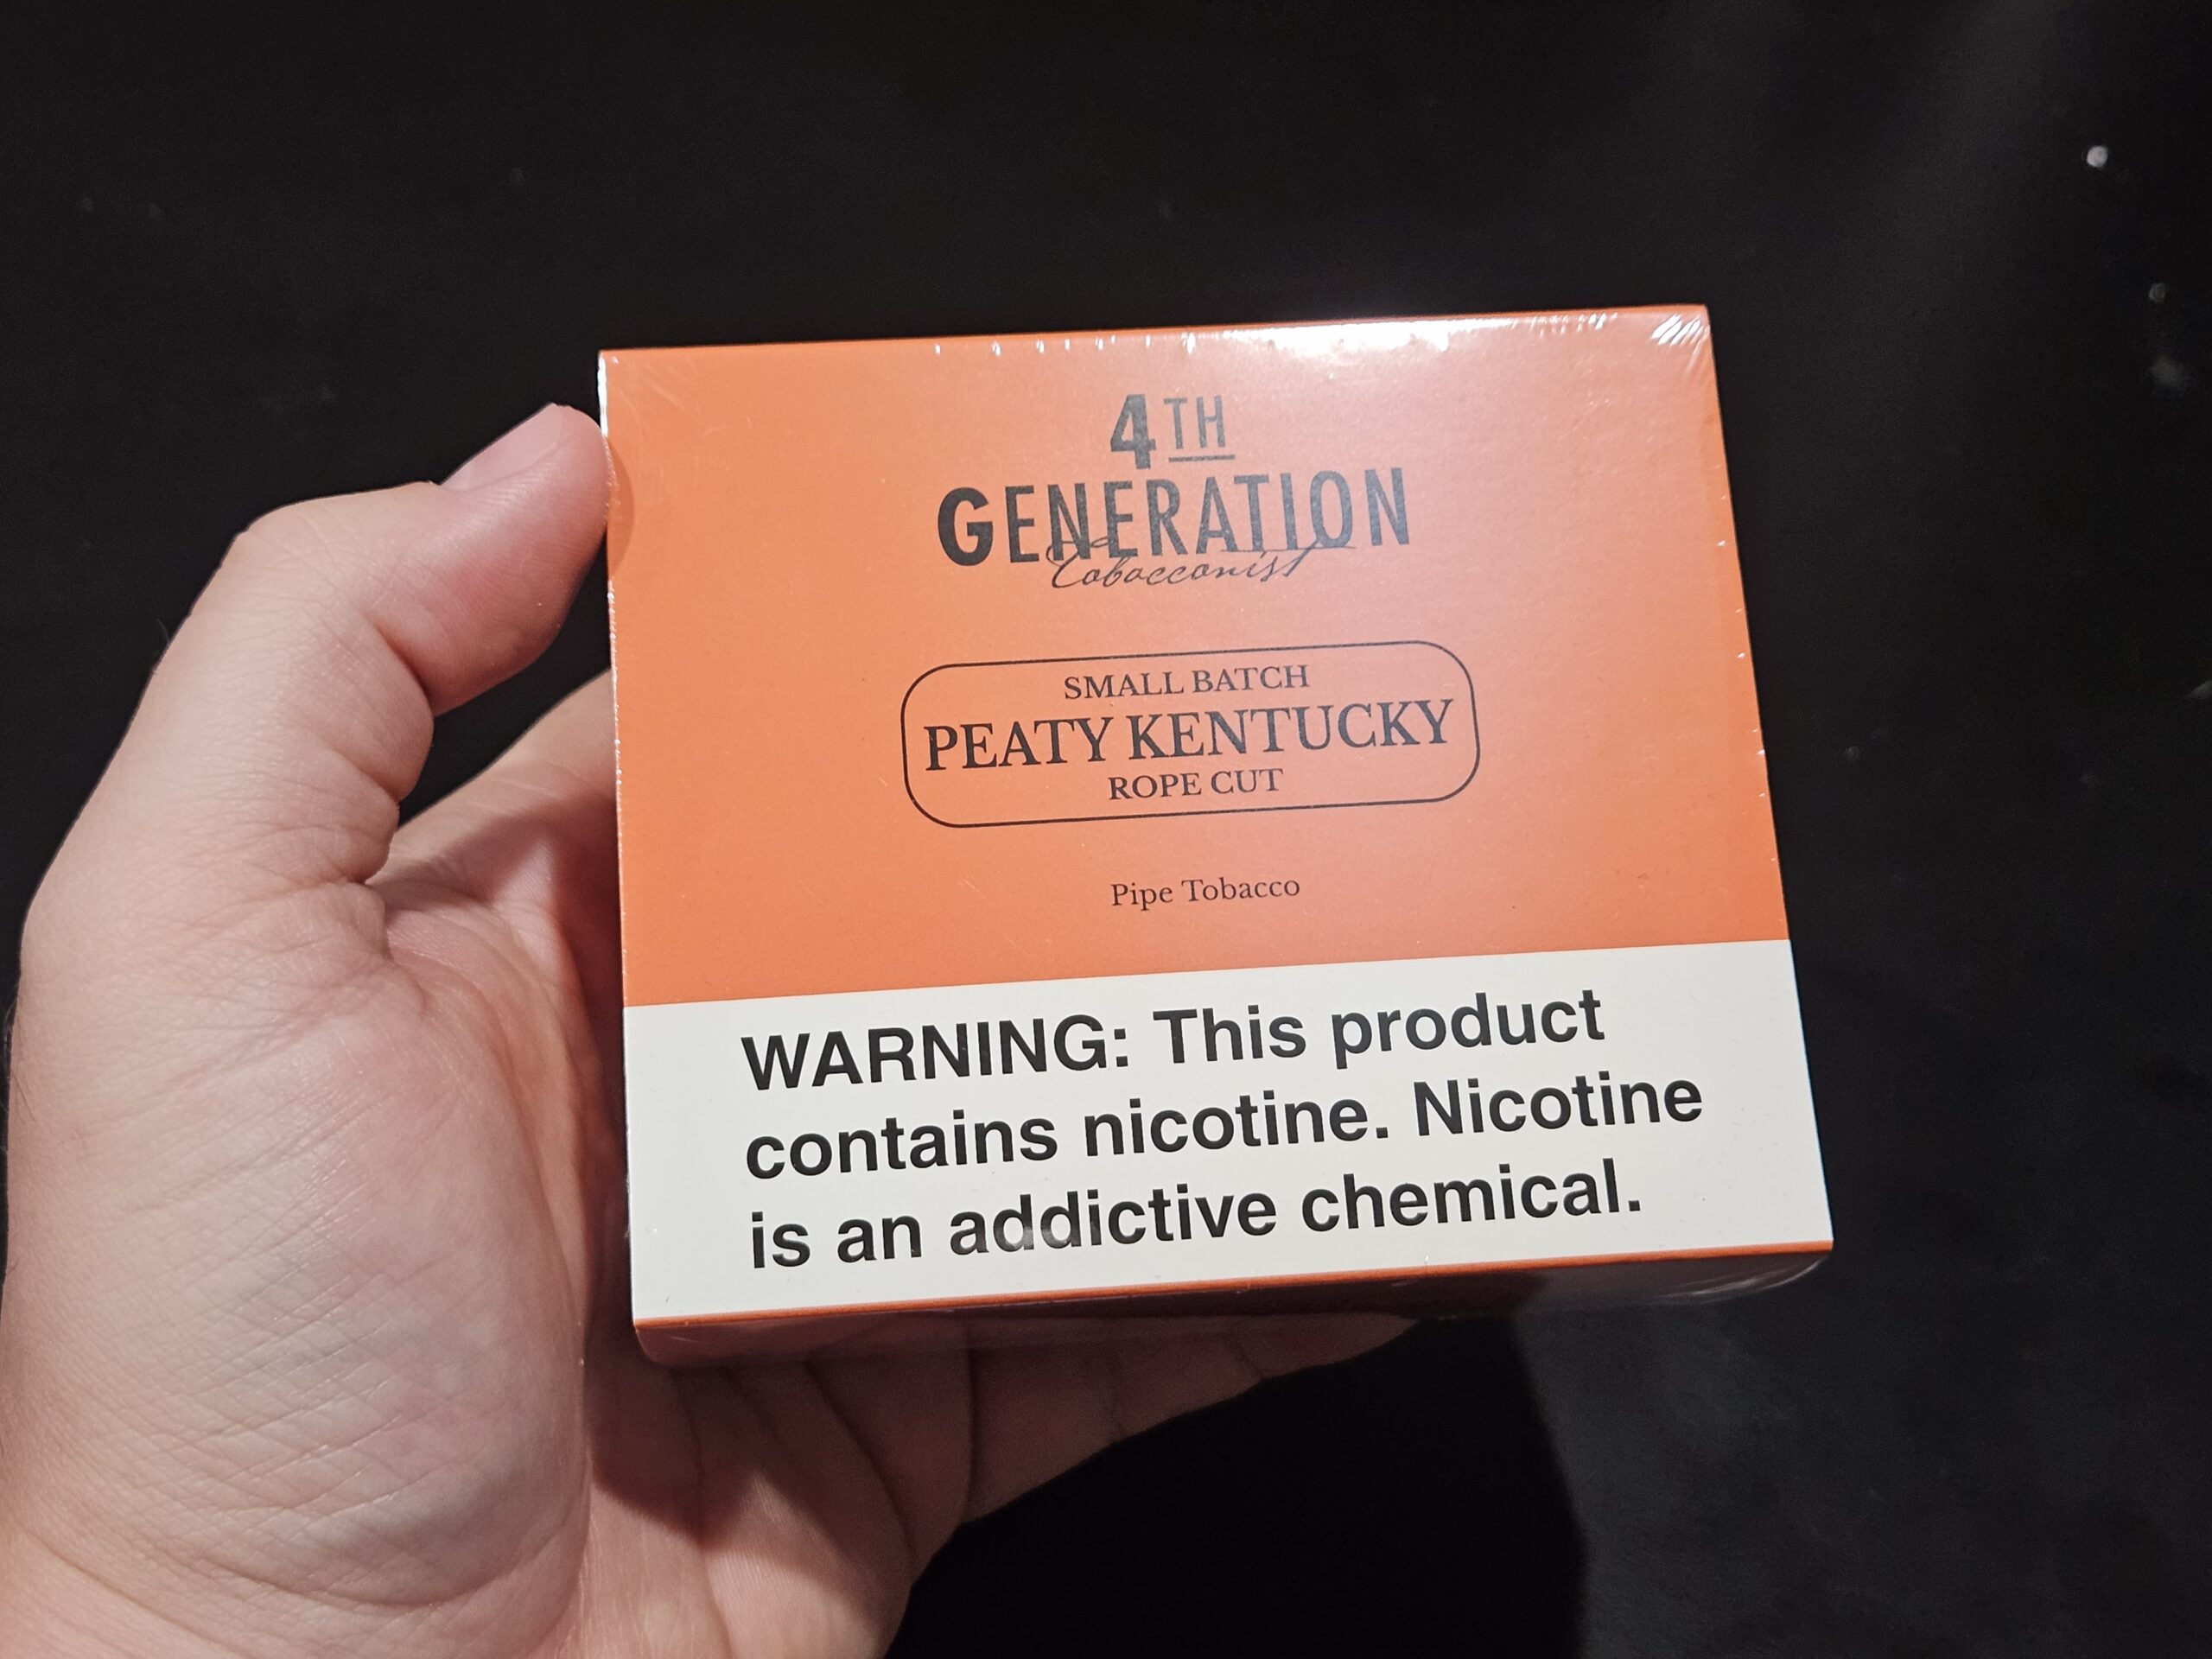 4TH
GENERATION
Tobacconist
SMALL BATCH
PEATY KENTUCKY
ROPE CUT
Pipe Tobacco
WARNING: This product
contains nicotine. Nicotine
is an addictive chemical.